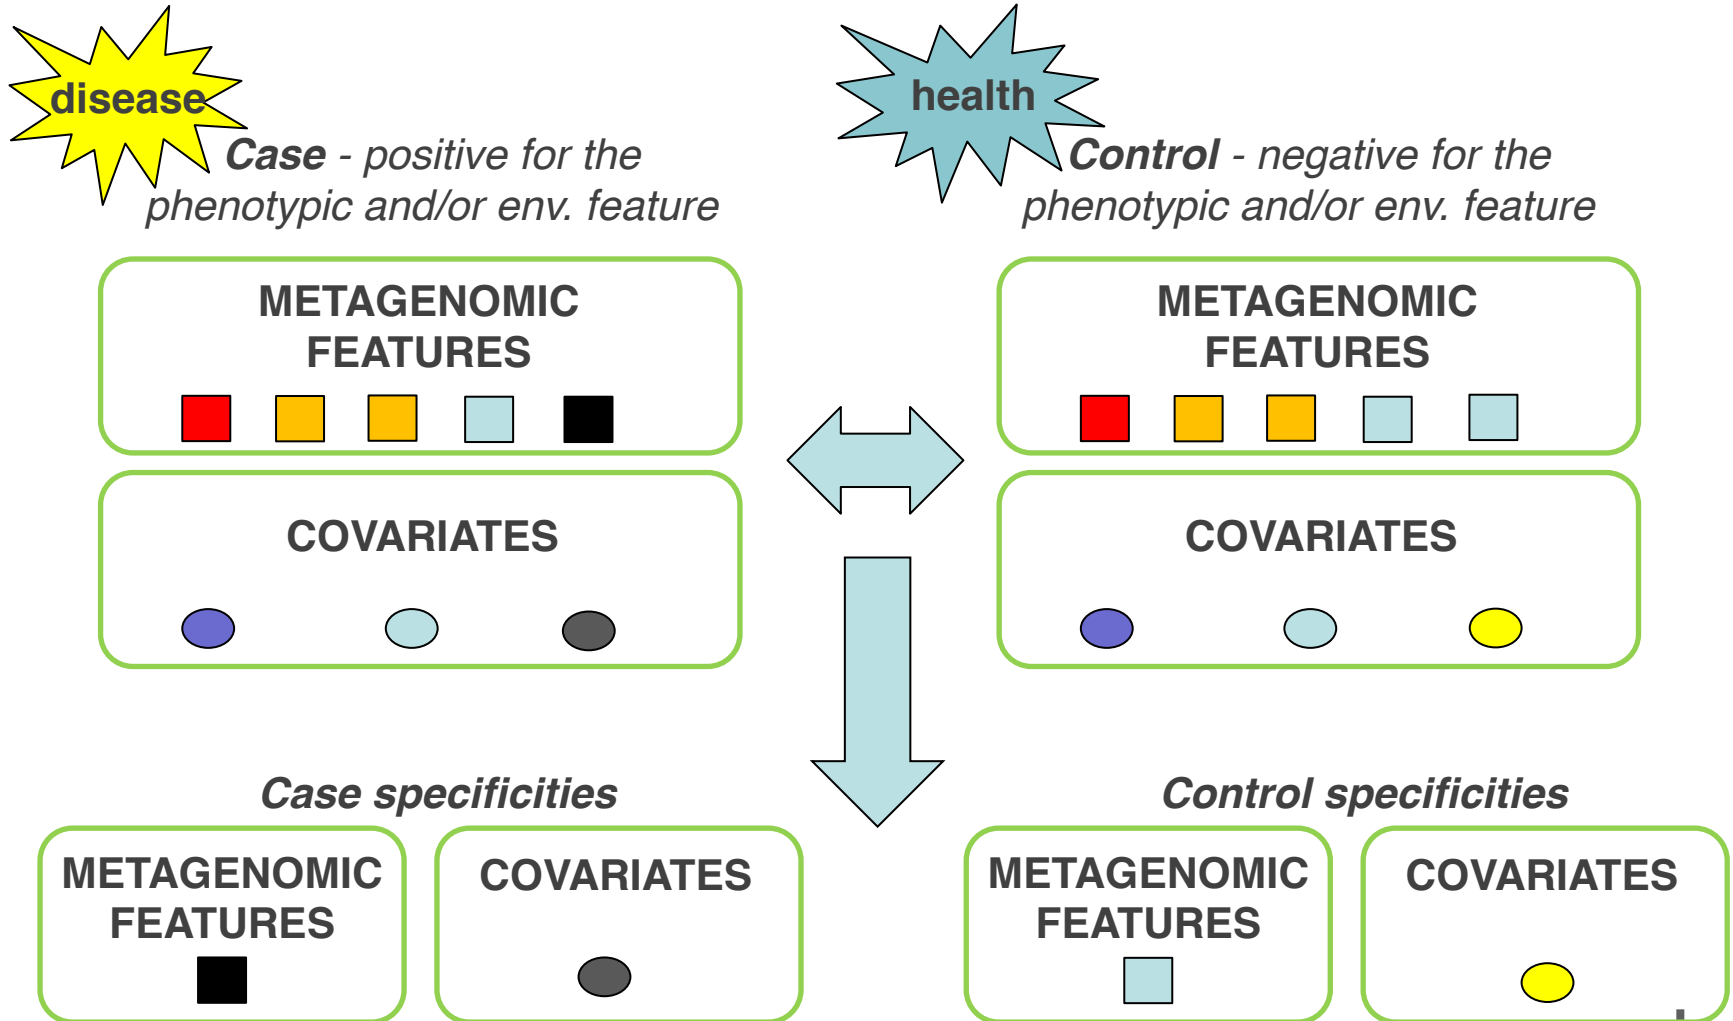 disease
Case - positive for the
phenotypic and/or env. feature
health
Control - negative for the
phenotypic and/or env. feature
METAGENOMIC
FEATURES
COVARIATES
METAGENOMIC
FEATURES
COVARIATES
Case specificities
METAGENOMIC
FEATURES
COVARIATES
Control specificities
METAGENOMIC
FEATURES
COVARIATES